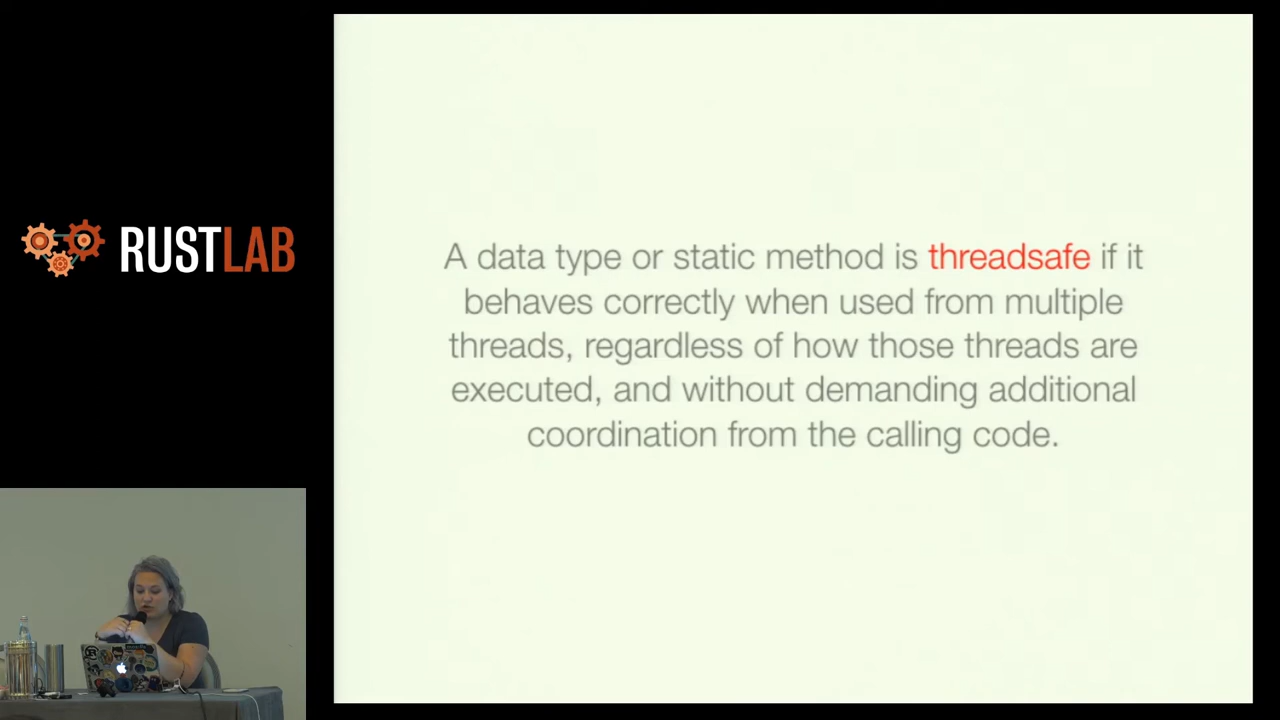 RUSTLAB
A data type or static method is threadsafe if it
behaves correctly when used from multiple
threads, regardless of how those threads are
executed, and without demanding additional
coordination from the calling code.